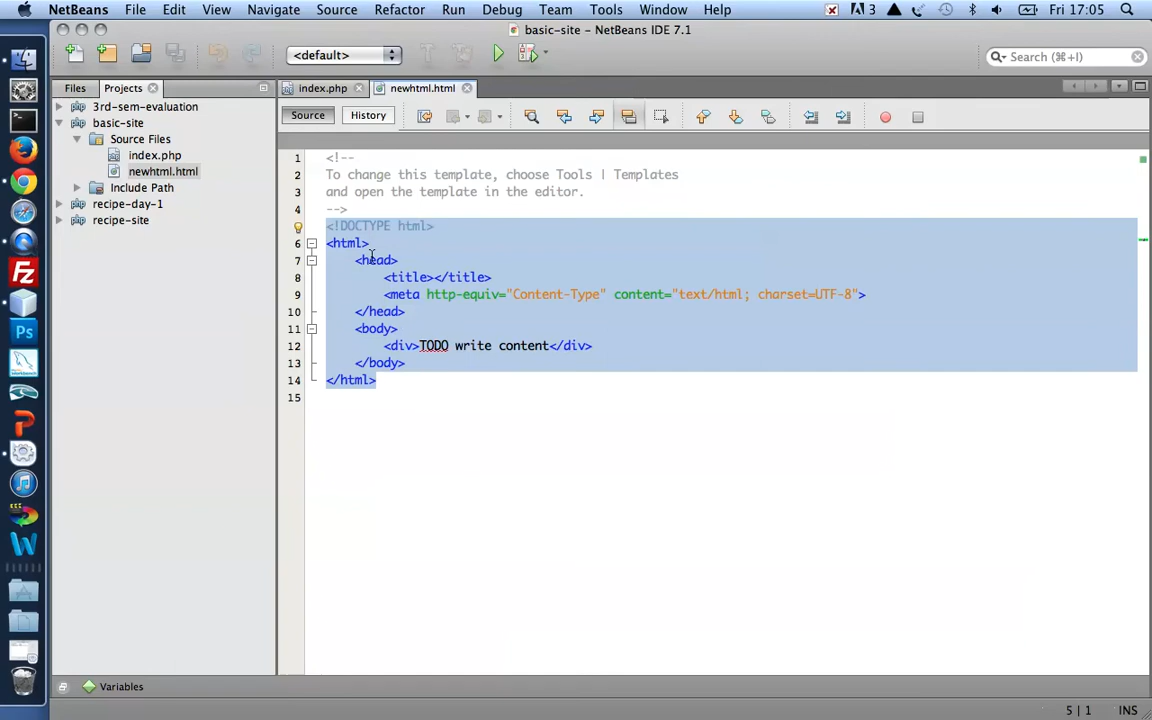 NetBeans File Edit View Navigate Source Refactor Run Debug Team Tools Window Help 3 Fri 17:05
basic-site – NetBeans IDE 7.1
<default> Search (⌘+I)
Files Projects index.php newhtml.html
3rd-sem-evaluation
basic-site
Source Files
index.php
newhtml.html
Include Path
recipe-day-1
recipe-site
Source History
1 <!--
2 To change this template, choose Tools | Templates
3 and open the template in the editor.
4 -->
<!DOCTYPE html>
6 <html>
7 <head>
8 <title></title>
9 <meta http-equiv="Content-Type" content="text/html; charset=UTF-8">
10 </head>
11 <body>
12 <div>TODO write content</div>
13 </body>
14 </html>
15
Fz
Ps
W
Variables
5 | 1 INS